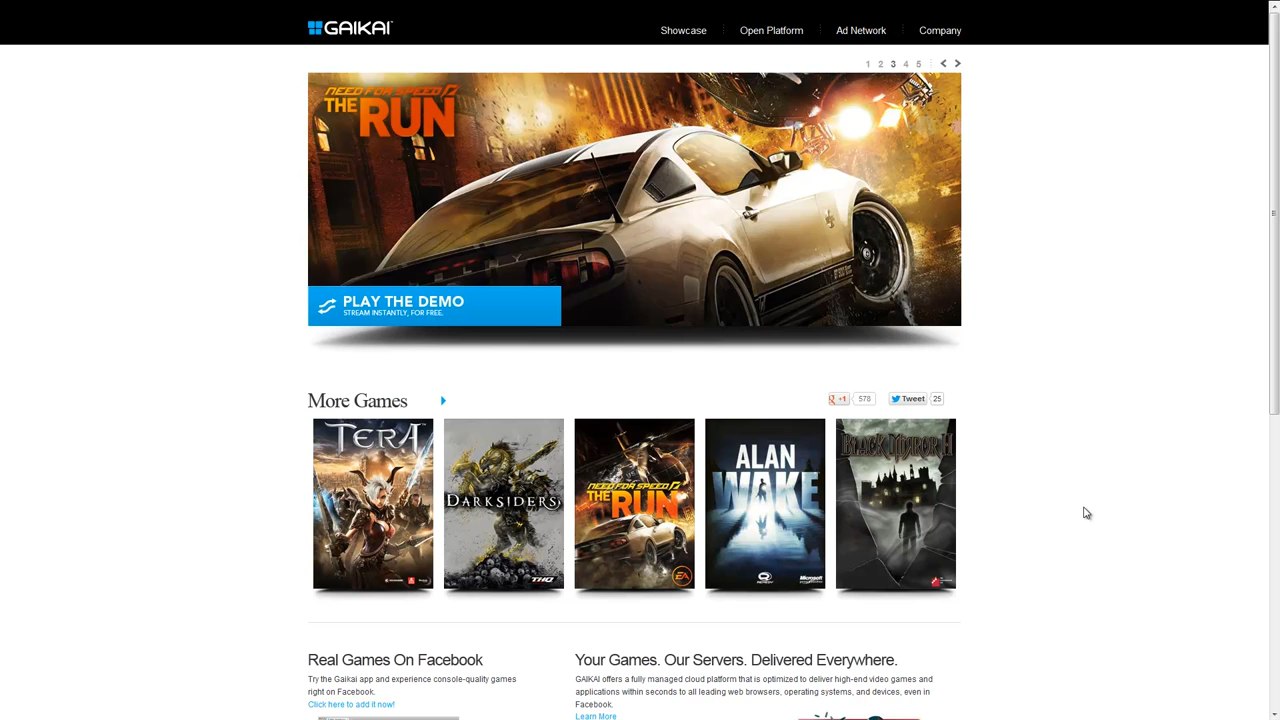 GAIKAI
Showcase
Open Platform
Ad Network
Company
1 2 3 4 5
NEED FOR SPEED
THE RUN
PLAY THE DEMO
STREAM INSTANTLY, FOR FREE.
More Games
+1
578
Tweet
25
TERA
DARKSIDERS
THQ
NEED FOR SPEED
THE RUN
EA
ALAN
WAKE
REMEDY
Microsoft
BLACK MIRROR II
Real Games On Facebook
Try the Gaikai app and experience console-quality games
right on Facebook.
Click here to add it now!
Your Games. Our Servers. Delivered Everywhere.
GAIKAI offers a fully managed cloud platform that is optimized to deliver high-end video games and
applications within seconds to all leading web browsers, operating systems, and devices, even in
Facebook.
Learn More